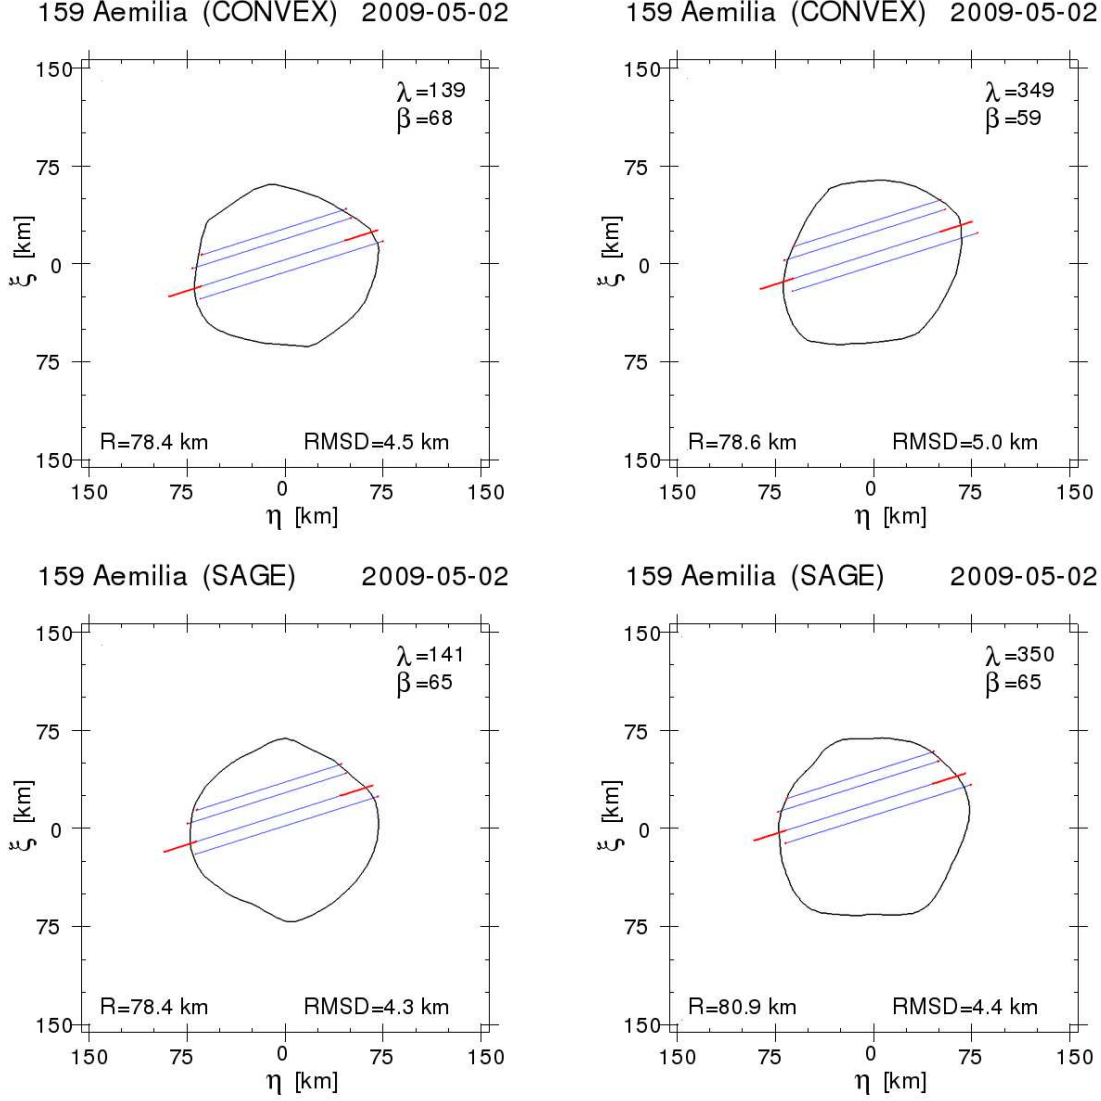 159 Aemilia (CONVEX) 2009-05-02
150
λ=139
β=68
75
0
75
150
ξ [km]
R=78.4 km RMSD=4.5 km
150 75 0 75 150
η [km]
159 Aemilia (CONVEX) 2009-05-02
150
λ=349
β=59
75
0
75
150
ξ [km]
R=78.6 km RMSD=5.0 km
150 75 0 75 150
η [km]
159 Aemilia (SAGE) 2009-05-02
150
λ=141
β=65
75
0
75
150
ξ [km]
R=78.4 km RMSD=4.3 km
150 75 0 75 150
η [km]
159 Aemilia (SAGE) 2009-05-02
150
λ=350
β=65
75
0
75
150
ξ [km]
R=80.9 km RMSD=4.4 km
150 75 0 75 150
η [km]